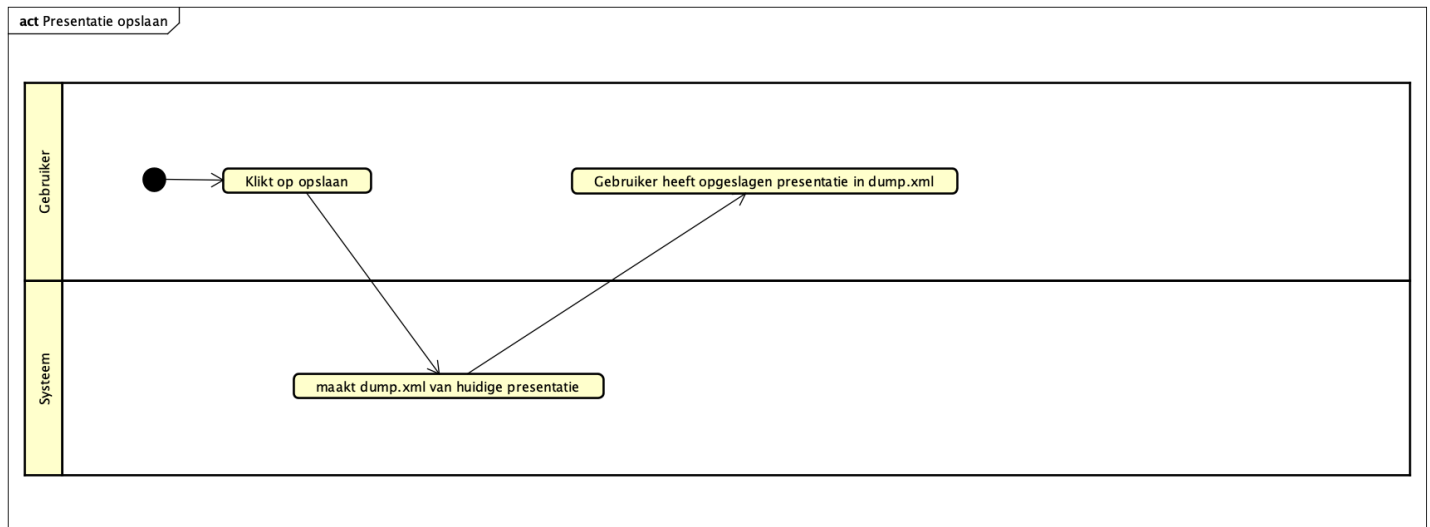 act Presentatie opslaan
Gebruiker
Klikt op opslaan
Gebruiker heeft opgeslagen presentatie in dump.xml
Systeem
maakt dump.xml van huidige presentatie